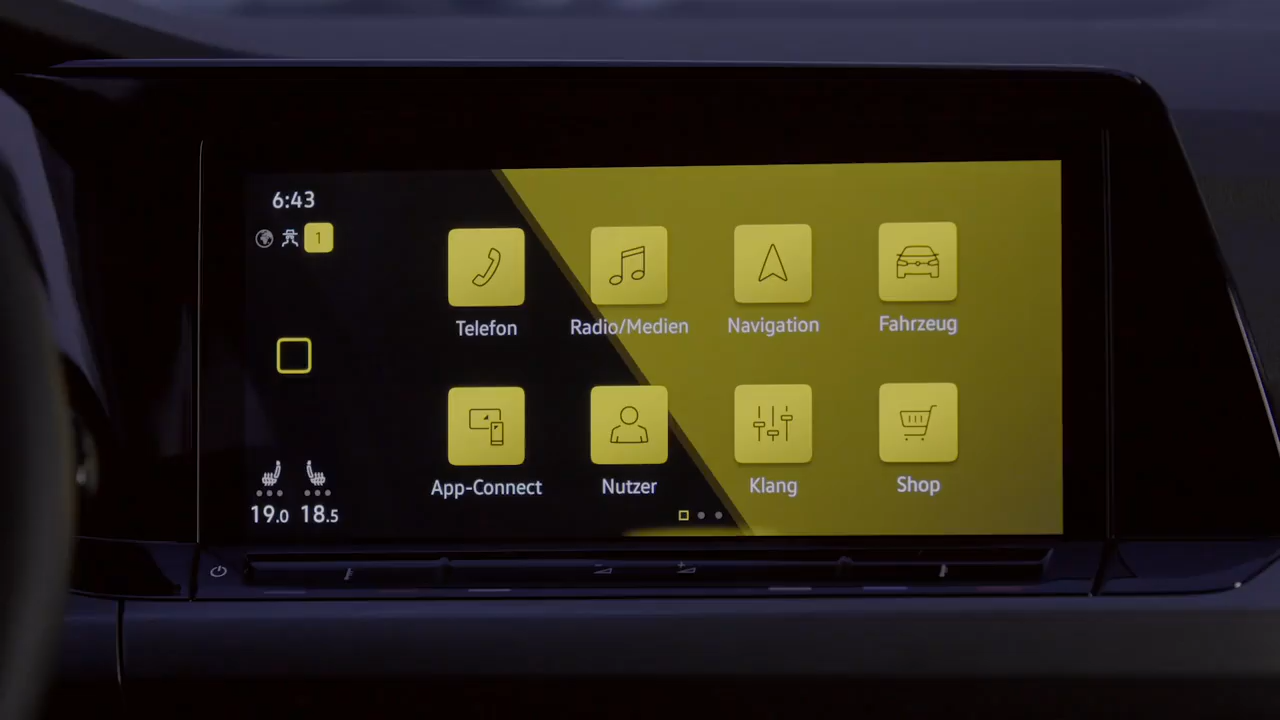 6:43
1
Telefon
Radio/Medien
Navigation
Fahrzeug
App-Connect
Nutzer
Klang
Shop
19.0 18.5